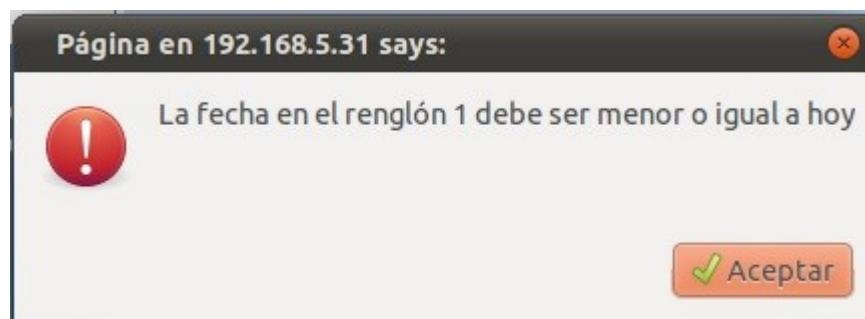 Página en 192.168.5.31 says:
La fecha en el renglón 1 debe ser menor o igual a hoy
Aceptar